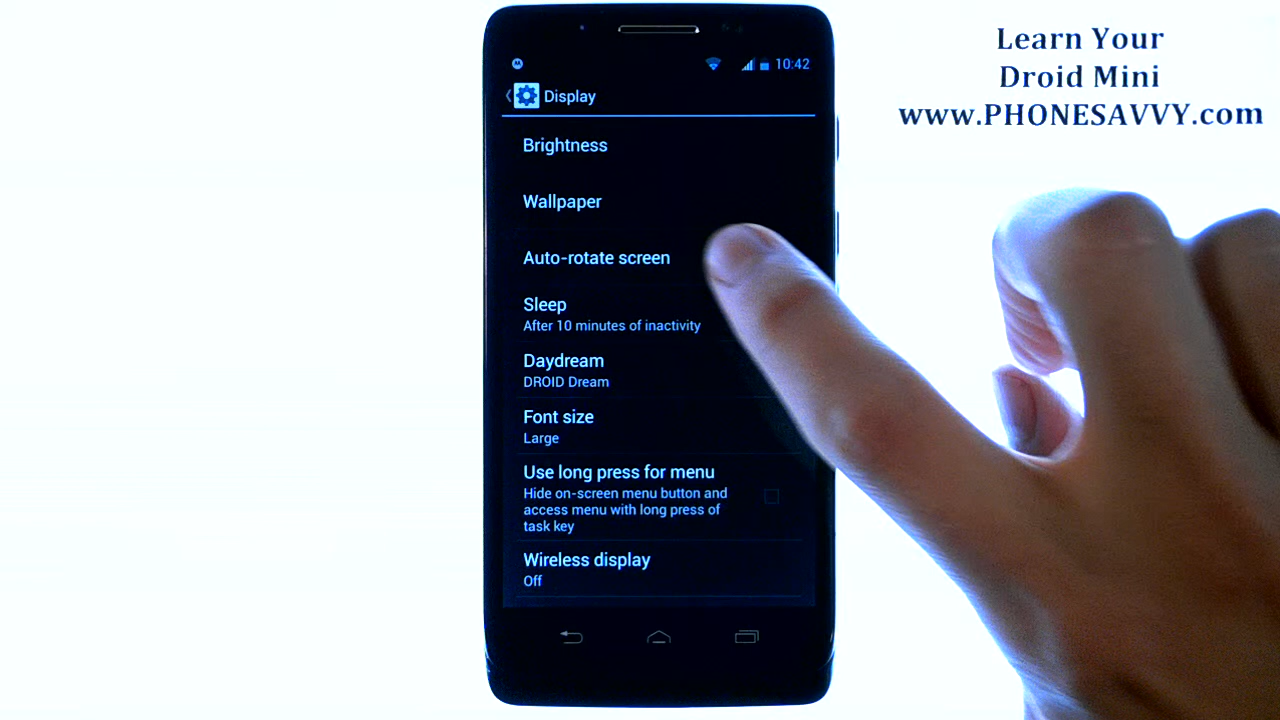 Learn Your
Droid Mini
www.PHONESAVVY.com
10:42
Display
Brightness
Wallpaper
Auto-rotate screen
Sleep
After 10 minutes of inactivity
Daydream
DROID Dream
Font size
Large
Use long press for menu
Hide on-screen menu button and
access menu with long press of
task key
Wireless display
Off